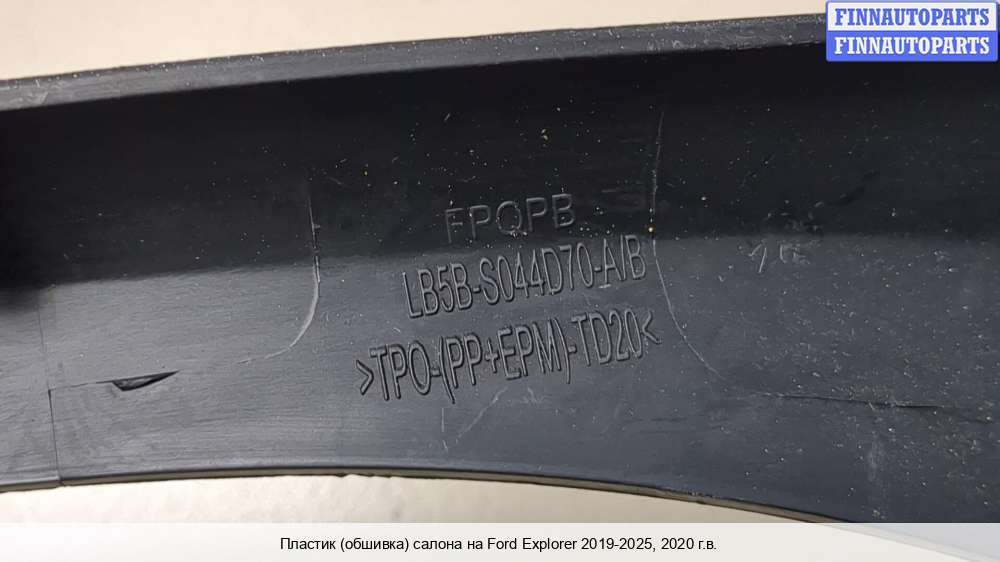 FINNAUTOPARTS
FINNAUTOPARTS
FPQPB
LB5B-S044D70-A/B
>TPO-(PP+EPM)-TD20<
Пластик (обшивка) салона на Ford Explorer 2019-2025, 2020 г.в.